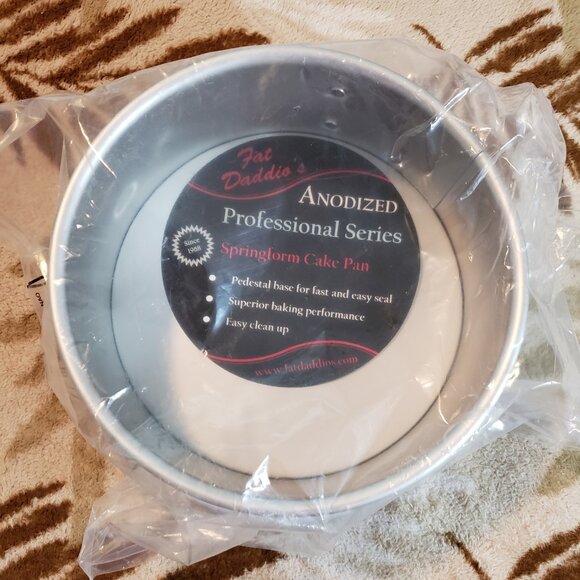 Fat
Daddio's
ANODIZED
Professional Series
Since
1988
Springform Cake Pan
Pedestal base for fast and easy seal
Superior baking performance
Easy clean up
www.fatdaddios.com